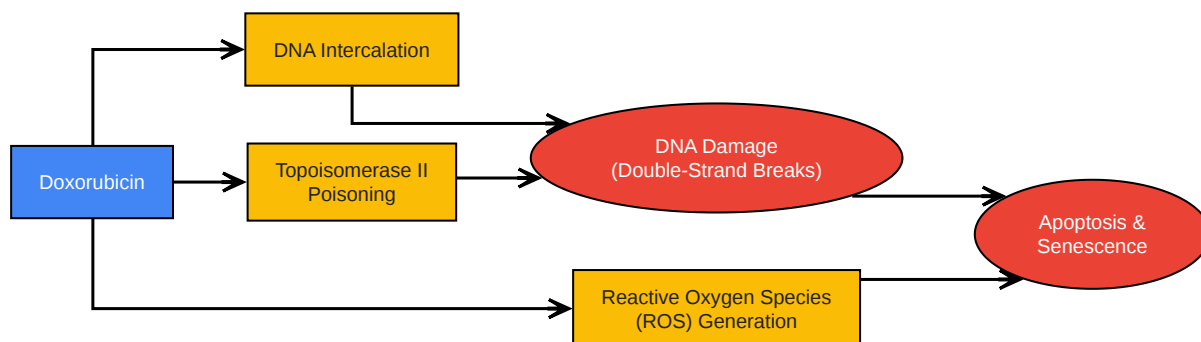 DNA Intercalation
Doxorubicin
Topoisomerase II
Poisoning
DNA Damage
(Double-Strand Breaks)
Apoptosis &
Senescence
Reactive Oxygen Species
(ROS) Generation